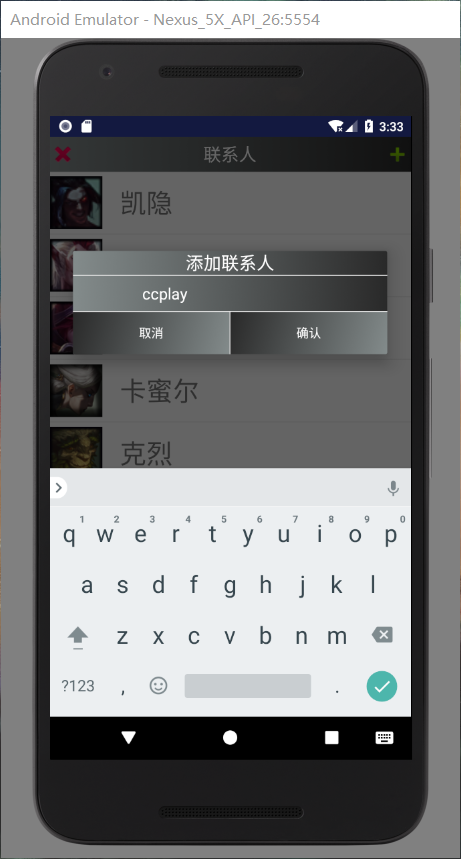 Android Emulator - Nexus_5X_API_26:5554
3:33
联系人
凯隐
添加联系人
ccplay
取消 确认
卡蜜尔
克烈
1 2 3 4 5 6 7 8 9 0
q w e r t y u i o p
a s d f g h j k l
z x c v b n m
?123 , .